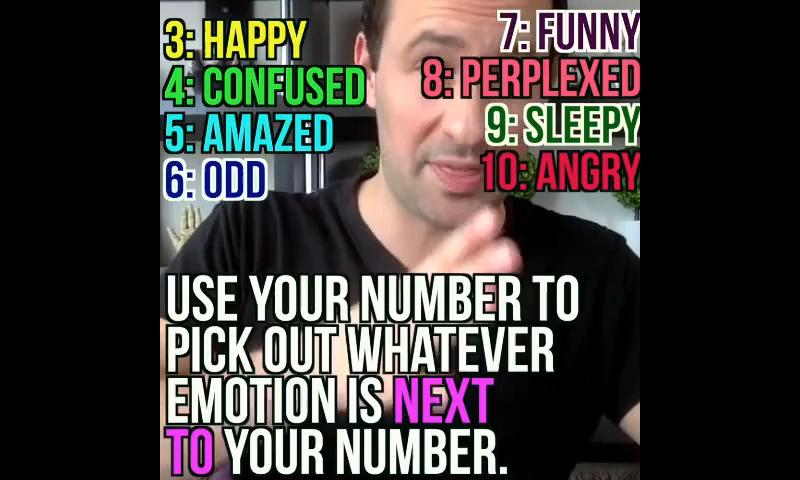 3: HAPPY
4: CONFUSED
5: AMAZED
6: ODD
7: FUNNY
8: PERPLEXED
9: SLEEPY
10: ANGRY
USE YOUR NUMBER TO
PICK OUT WHATEVER
EMOTION IS NEXT
TO YOUR NUMBER.